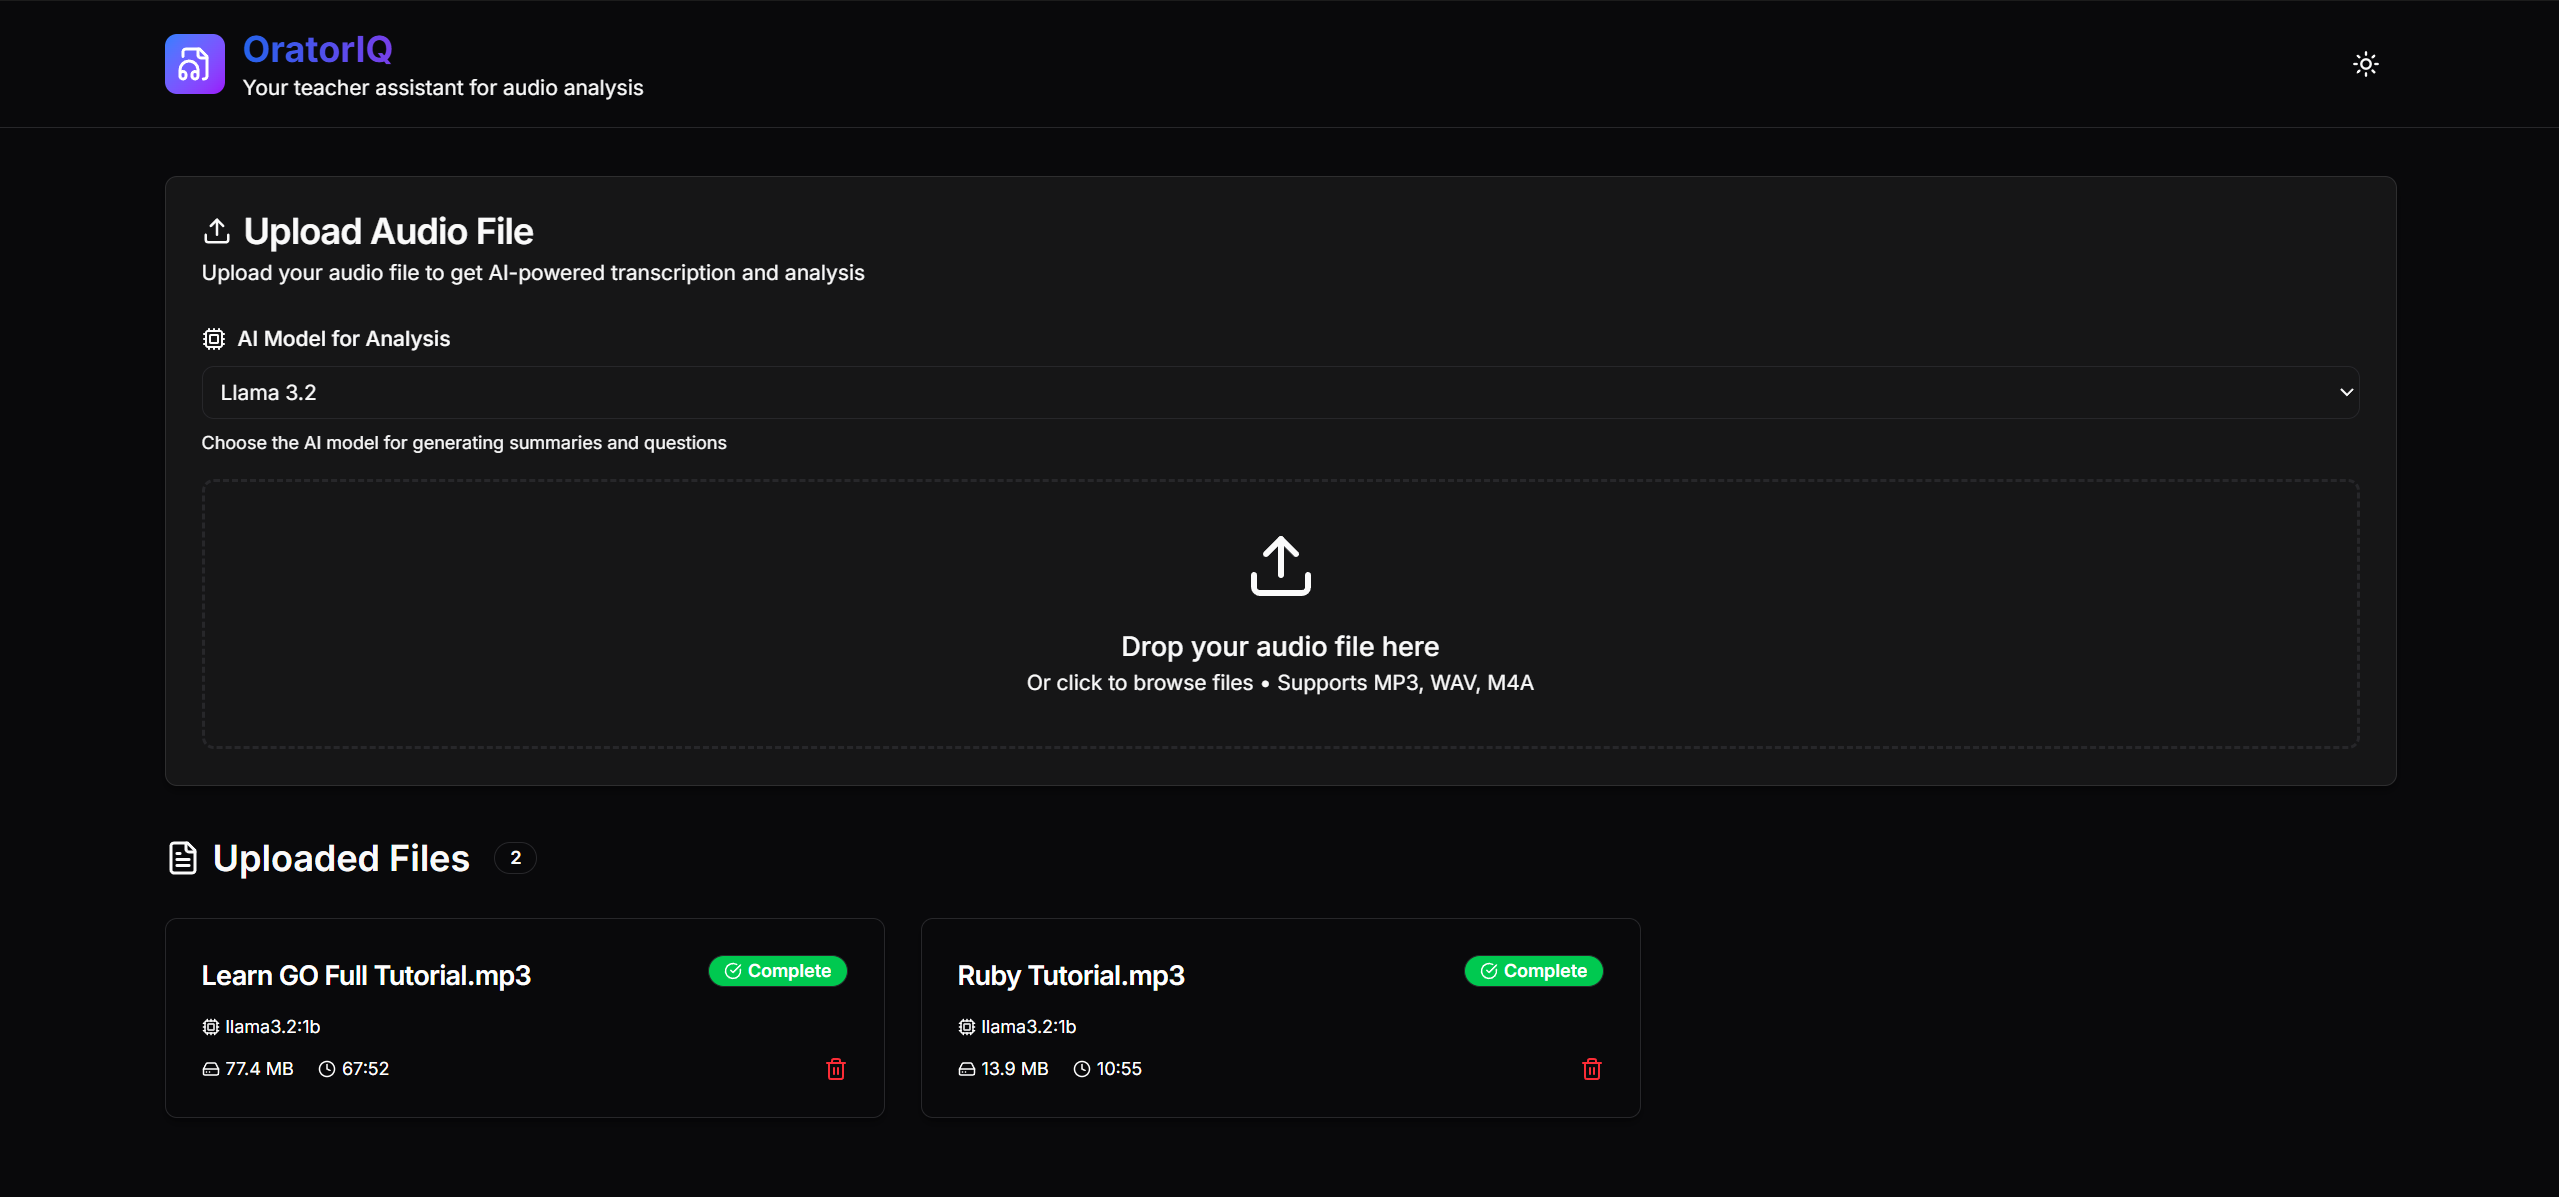 OratorIQ
Your teacher assistant for audio analysis
Upload Audio File
Upload your audio file to get AI-powered transcription and analysis
AI Model for Analysis
Llama 3.2
Choose the AI model for generating summaries and questions
Drop your audio file here
Or click to browse files • Supports MP3, WAV, M4A
Uploaded Files 2
Learn GO Full Tutorial.mp3 Complete
llama3.2:1b
77.4 MB 67:52
Ruby Tutorial.mp3 Complete
llama3.2:1b
13.9 MB 10:55